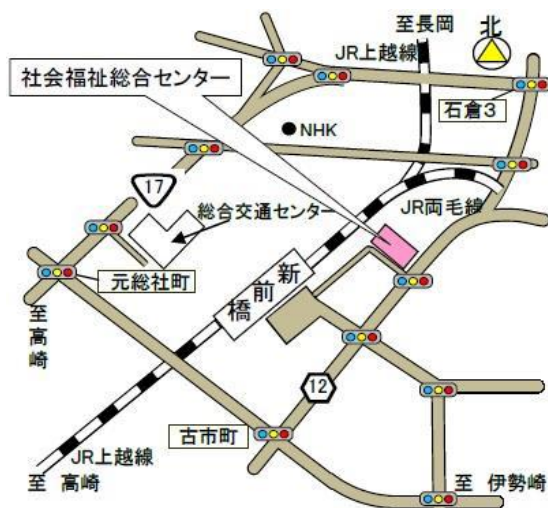 至長岡
北
JR上越線
社会福祉総合センター
石倉3
NHK
17
JR両毛線
総合交通センター
元総社町
新前橋
至高崎
12
古市町
JR上越線
至 高崎
至 伊勢崎